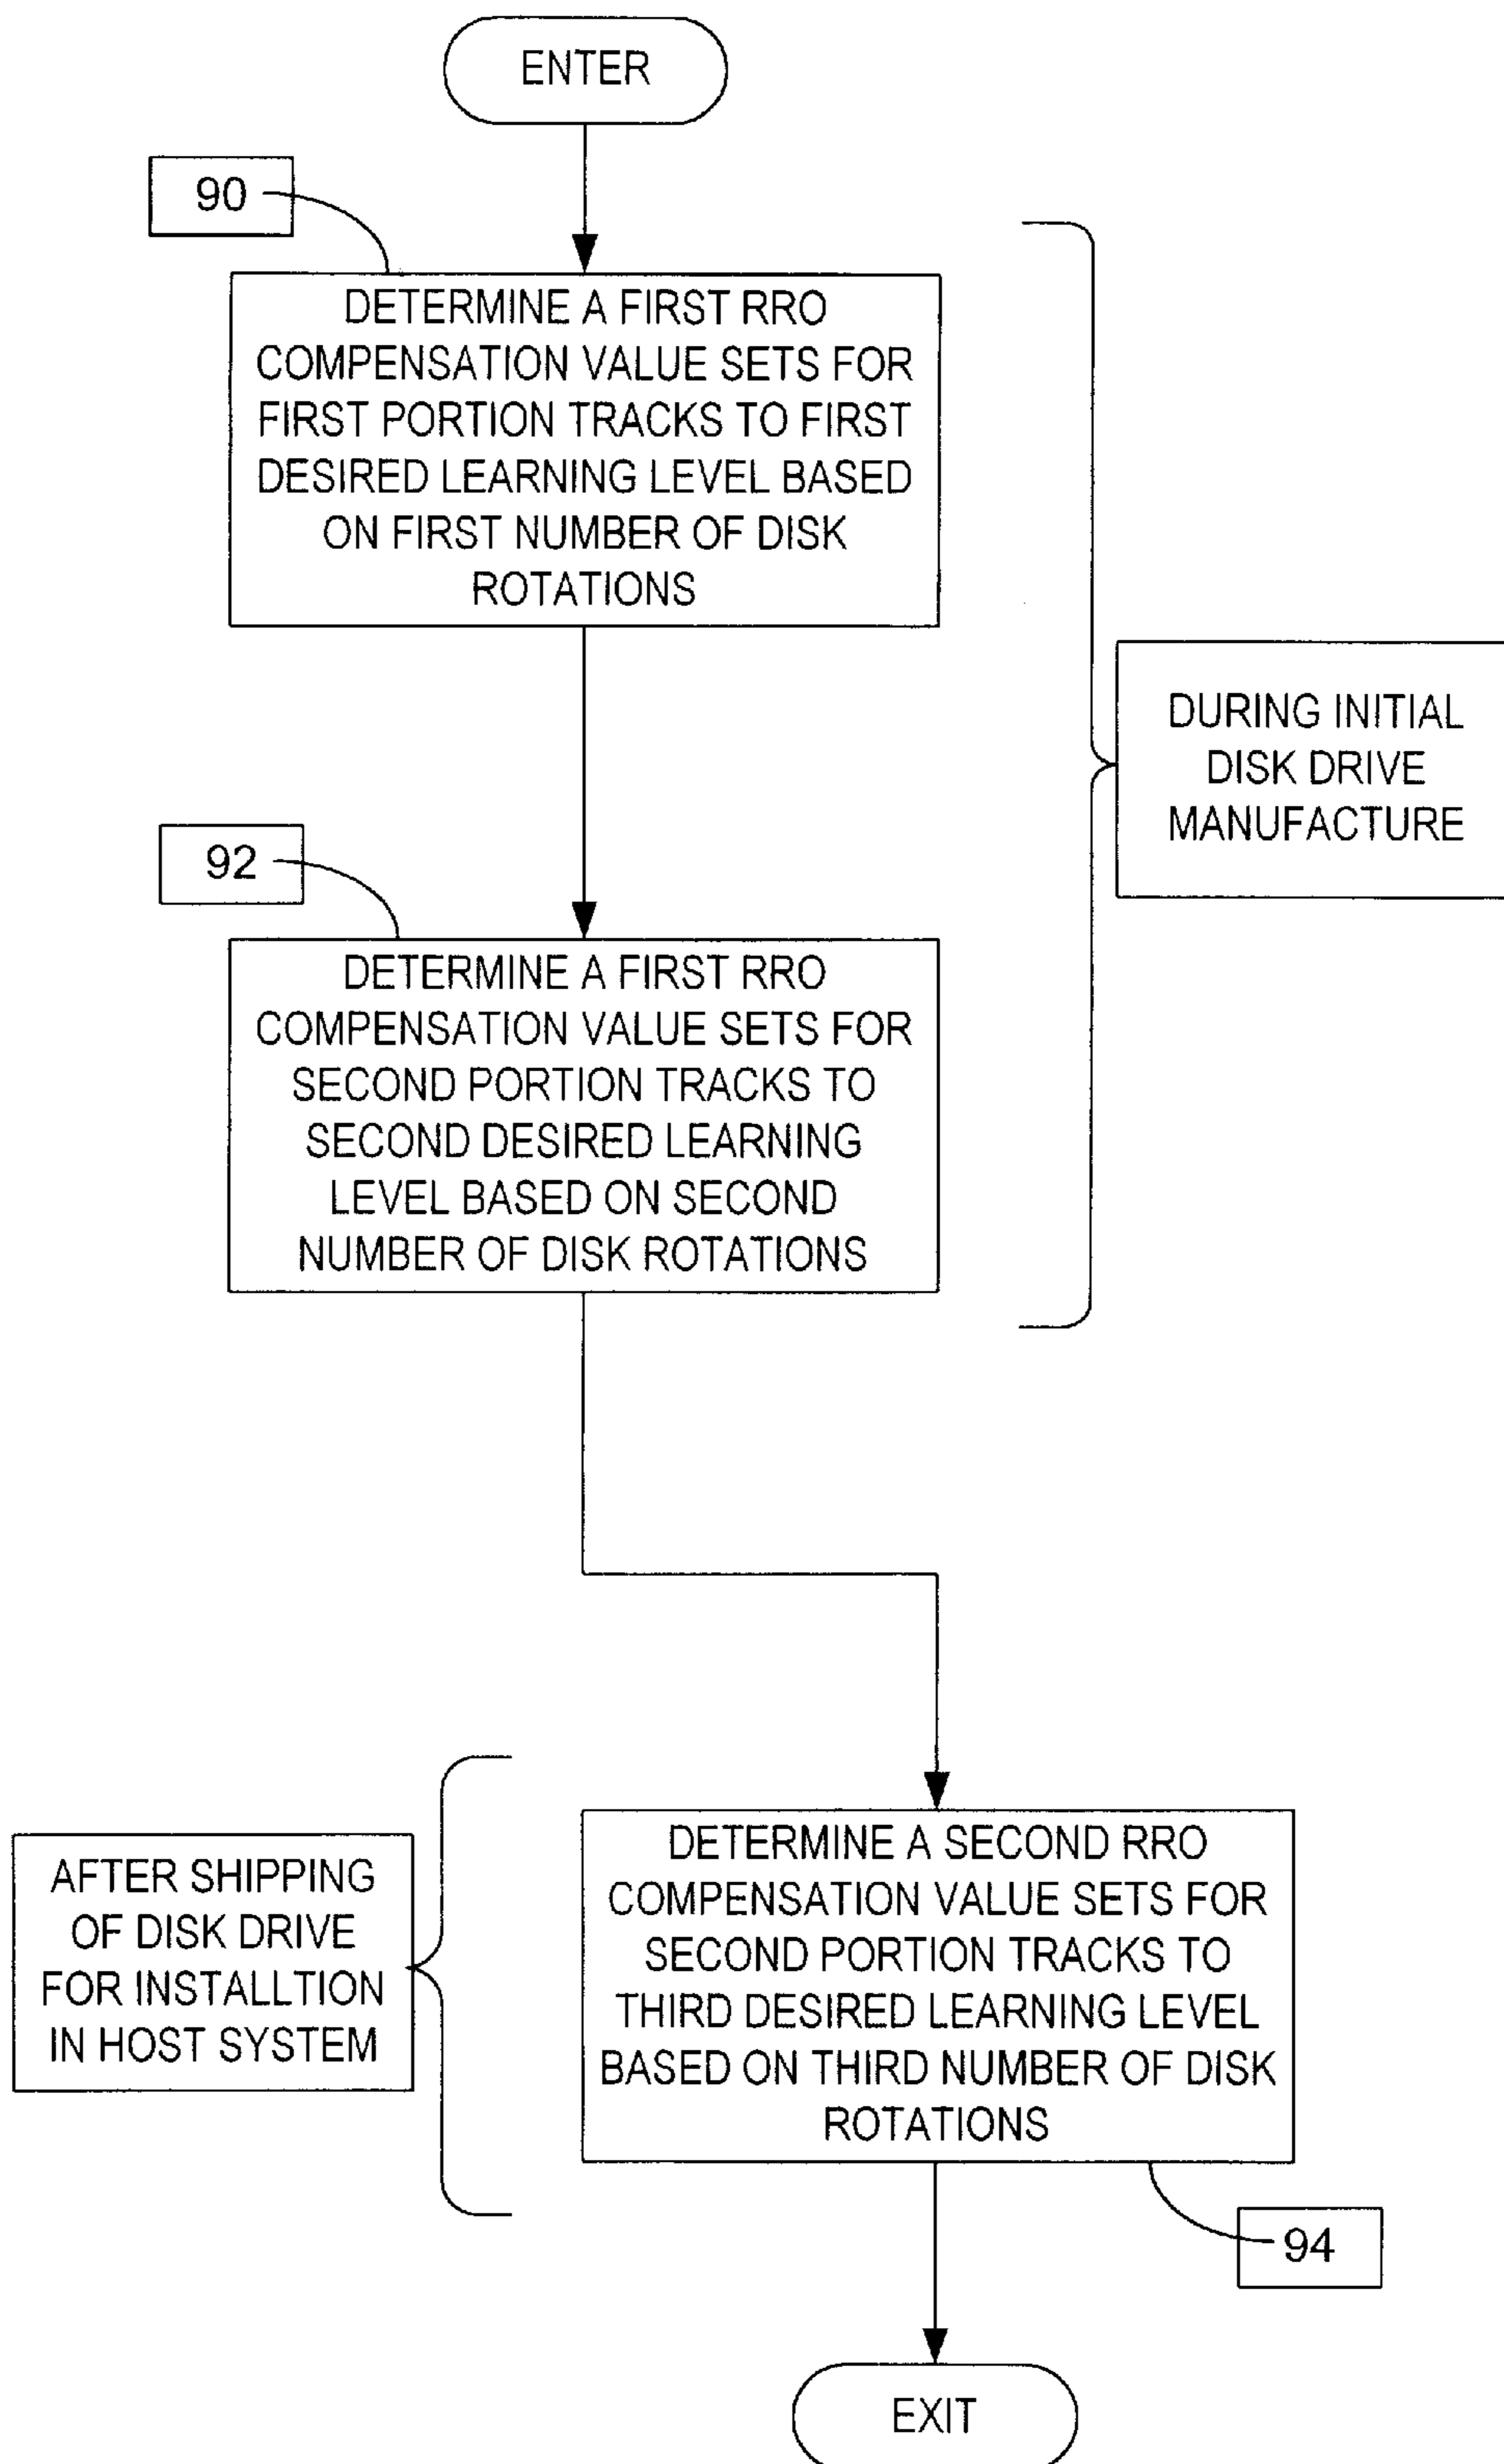 ENTER
90
DETERMINE A FIRST RRO
COMPENSATION VALUE SETS FOR
FIRST PORTION TRACKS TO FIRST
DESIRED LEARNING LEVEL BASED
ON FIRST NUMBER OF DISK
ROTATIONS
DURING INITIAL
DISK DRIVE
MANUFACTURE
92
DETERMINE A FIRST RRO
COMPENSATION VALUE SETS FOR
SECOND PORTION TRACKS TO
SECOND DESIRED LEARNING
LEVEL BASED ON SECOND
NUMBER OF DISK ROTATIONS
AFTER SHIPPING
OF DISK DRIVE
FOR INSTALLTION
IN HOST SYSTEM
DETERMINE A SECOND RRO
COMPENSATION VALUE SETS FOR
SECOND PORTION TRACKS TO
THIRD DESIRED LEARNING LEVEL
BASED ON THIRD NUMBER OF DISK
ROTATIONS
94
EXIT